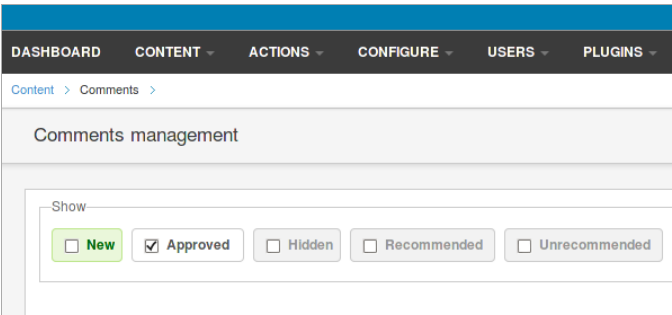 DASHBOARD CONTENT ACTIONS CONFIGURE USERS PLUGINS
Content > Comments >
Comments management
Show
New Approved Hidden Recommended Unrecommended